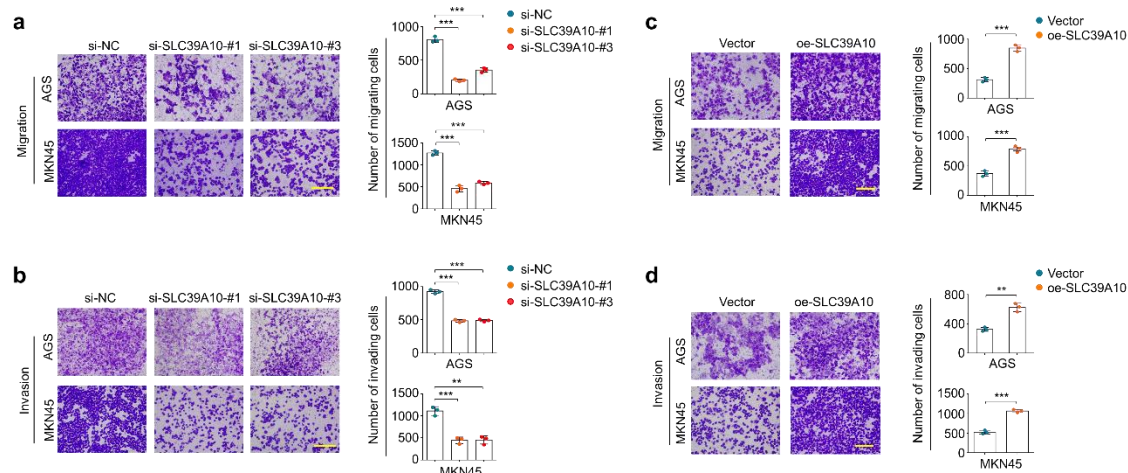 a
si-NC si-SLC39A10-#1 si-SLC39A10-#3
Migration
AGS
MKN45
Number of migrating cells
1000
500
0
***
***
AGS
1500
1000
500
0
***
***
MKN45
si-NC
si-SLC39A10-#1
si-SLC39A10-#3
c
Vector oe-SLC39A10
Migration
AGS
MKN45
Number of migrating cells
1000
500
0
***
AGS
1000
500
0
***
MKN45
Vector
oe-SLC39A10
b
si-NC si-SLC39A10-#1 si-SLC39A10-#3
Invasion
AGS
MKN45
Number of invading cells
1000
500
0
***
***
AGS
1500
1000
500
0
**
***
MKN45
si-NC
si-SLC39A10-#1
si-SLC39A10-#3
d
Vector oe-SLC39A10
Invasion
AGS
MKN45
Number of invading cells
800
400
0
**
AGS
1500
1000
500
0
***
MKN45
Vector
oe-SLC39A10